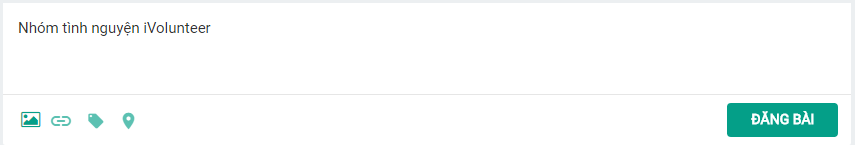 Nhóm tình nguyện iVolunteer
ĐĂNG BÀI